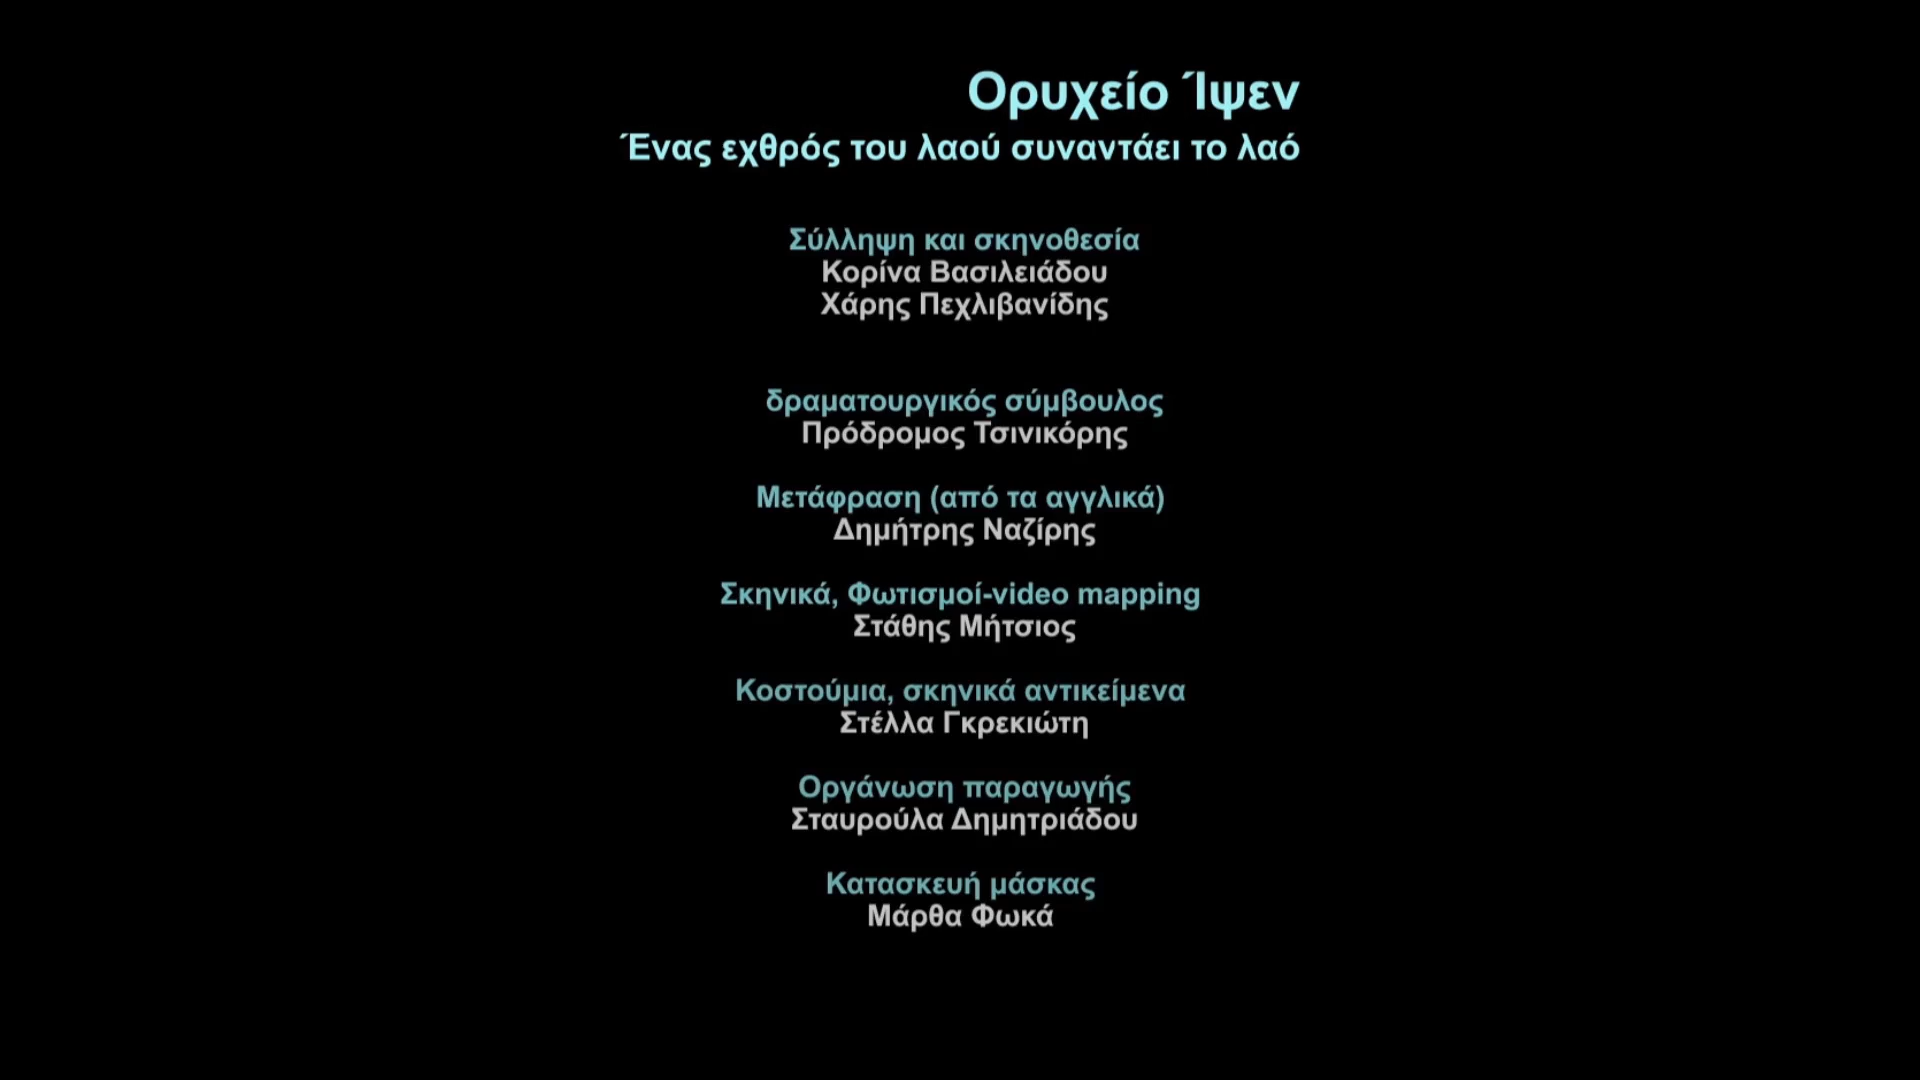 Ορυχείο Ίψεν
Ένας εχθρός του λαού συναντάει το λαό
Σύλληψη και σκηνοθεσία
Κορίνα Βασιλειάδου
Χάρης Πεχλιβανίδης
δραματουργικός σύμβουλος
Πρόδρομος Τσινικόρης
Μετάφραση (από τα αγγλικά)
Δημήτρης Ναζίρης
Σκηνικά, Φωτισμοί-video mapping
Στάθης Μήτσιος
Κοστούμια, σκηνικά αντικείμενα
Στέλλα Γκρεκιώτη
Οργάνωση παραγωγής
Σταυρούλα Δημητριάδου
Κατασκευή μάσκας
Μάρθα Φωκά